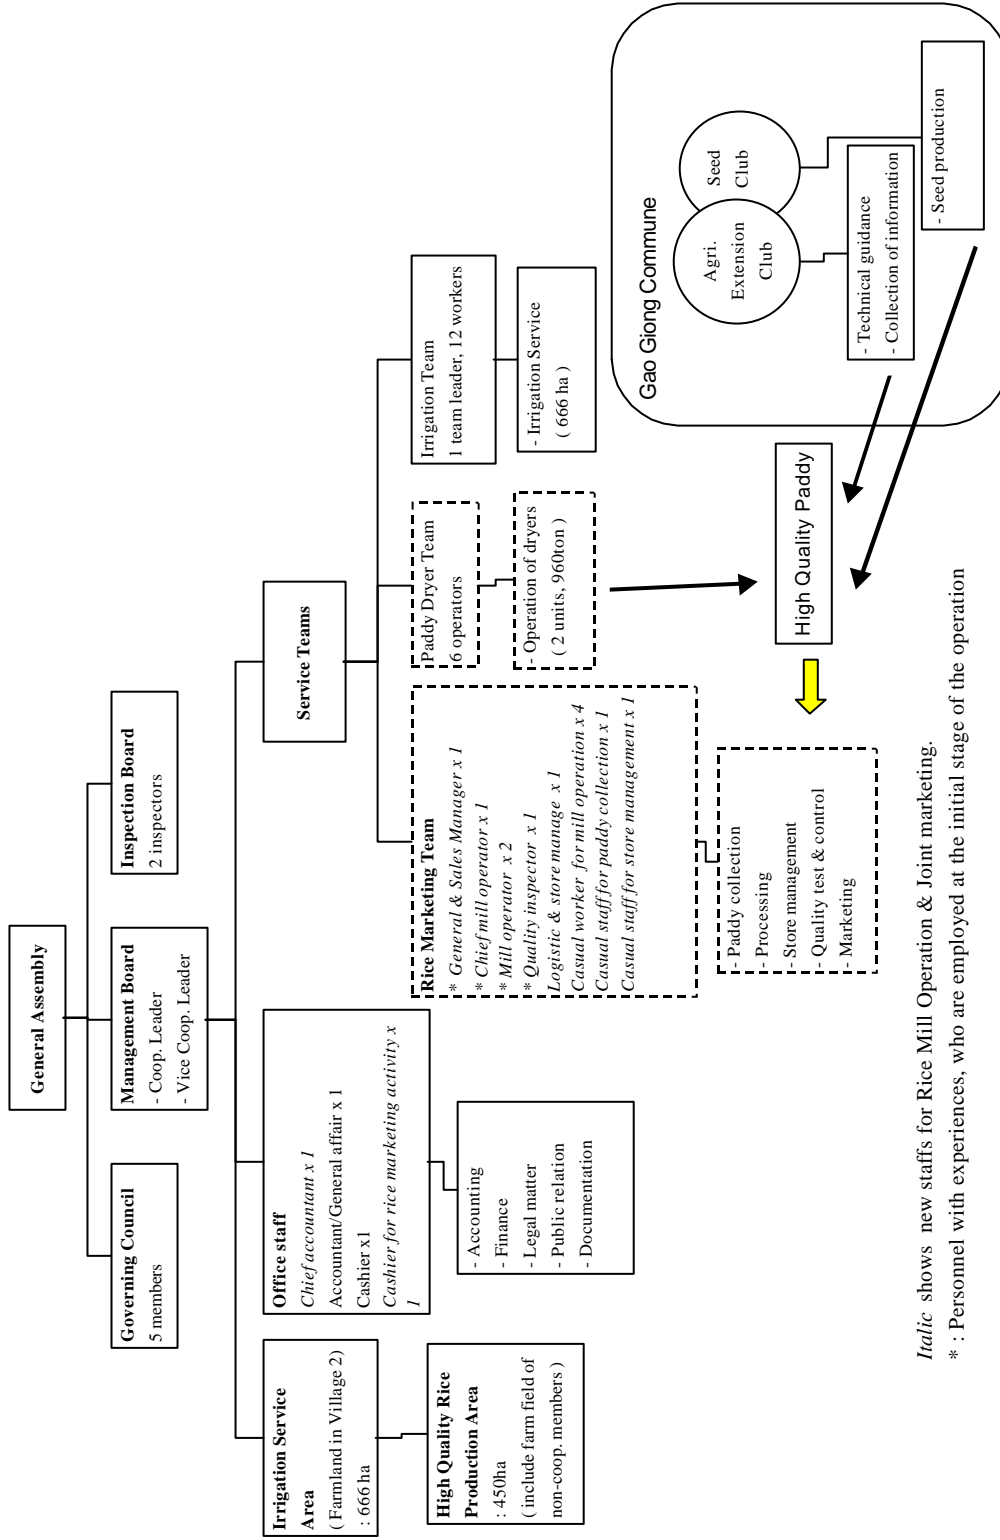 General Assembly
Governing Council
5 members
Management Board
- Coop. Leader
- Vice Coop. Leader
Inspection Board
2 inspectors
Irrigation Service
Area
( Farmland in Village 2)
: 666 ha
High Quality Rice
Production Area
: 450ha
( include farm field of
non-coop. members )
Office staff
Chief accountant x 1
Accountant/General affair x 1
Cashier x1
Cashier for rice marketing activity x
1
- Accounting
- Finance
- Legal matter
- Public relation
- Documentation
Service Teams
Rice Marketing Team
* General & Sales Manager x 1
* Chief mill operator x 1
* Mill operator x 2
* Quality inspector x 1
Logistic & store manage x 1
Casual worker for mill operation x 4
Casual staff for paddy collection x 1
Casual staff for store management x 1
- Paddy collection
- Processing
- Store management
- Quality test & control
- Marketing
Paddy Dryer Team
6 operators
- Operation of dryers
( 2 units, 960ton )
Irrigation Team
1 team leader, 12 workers
- Irrigation Service
( 666 ha )
High Quality Paddy
Gao Giong Commune
Agri.
Extension
Club
Seed
Club
- Technical guidance
- Collection of information
- Seed production
Italic shows new staffs for Rice Mill Operation & Joint marketing.
* : Personnel with experiences, who are employed at the initial stage of the operation